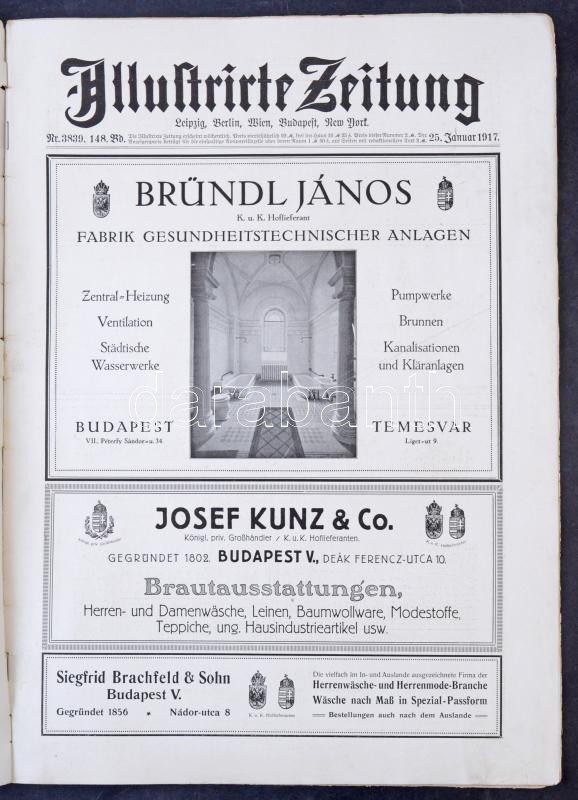 Illustrirte Zeitung
Leipzig, Berlin, Wien, Budapest, New York.
Nr. 3839. 148. Bd.
25. Januar 1917.
BRÜNDL JÁNOS
K. u. K. Hoflieferant
FABRIK GESUNDHEITSTECHNISCHER ANLAGEN
Zentral-Heizung
Ventilation
Städtische
Wasserwerke
Pumpwerke
Brunnen
Kanalisationen
und Kläranlagen
BUDAPEST
VII. Péterfy Sándor-u. 34.
TEMESVÁR
Liget-ut 9.
darabanth
JOSEF KUNZ & Co.
Königl. priv. Großhändler / K. u. K. Hoflieferanten.
GEGRÜNDET 1802. BUDAPEST V., DEÁK FERENCZ-UTCA 10.
Brautausstattungen,
Herren- und Damenwäsche, Leinen, Baumwollware, Modestoffe,
Teppiche, ung. Hausindustrieartikel usw.
Siegfrid Brachfeld & Sohn
Budapest V.
Gegründet 1856 * Nádor-utca 8
K. u. K. Hoflieferanten
Die vielfach im In- und Auslande ausgezeichnete Firma der
Herrenwäsche- und Herrenmode-Branche
Wäsche nach Maß in Spezial-Passform
Bestellungen auch nach dem Auslande